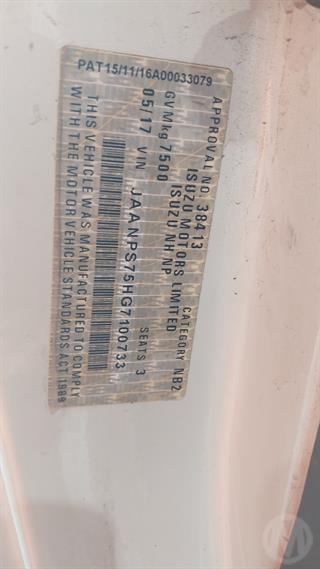 PAT15/11/16A00033079
APPROVAL NO. 38413 CATEGORY NB2
ISUZU MOTORS LIMITED
ISUZU NH NP
GVM kg 7500 SEATS 3
05/17 VIN JAANPS75HG7100733
THIS VEHICLE WAS MANUFACTURED TO COMPLY
WITH THE MOTOR VEHICLE STANDARDS ACT 1989